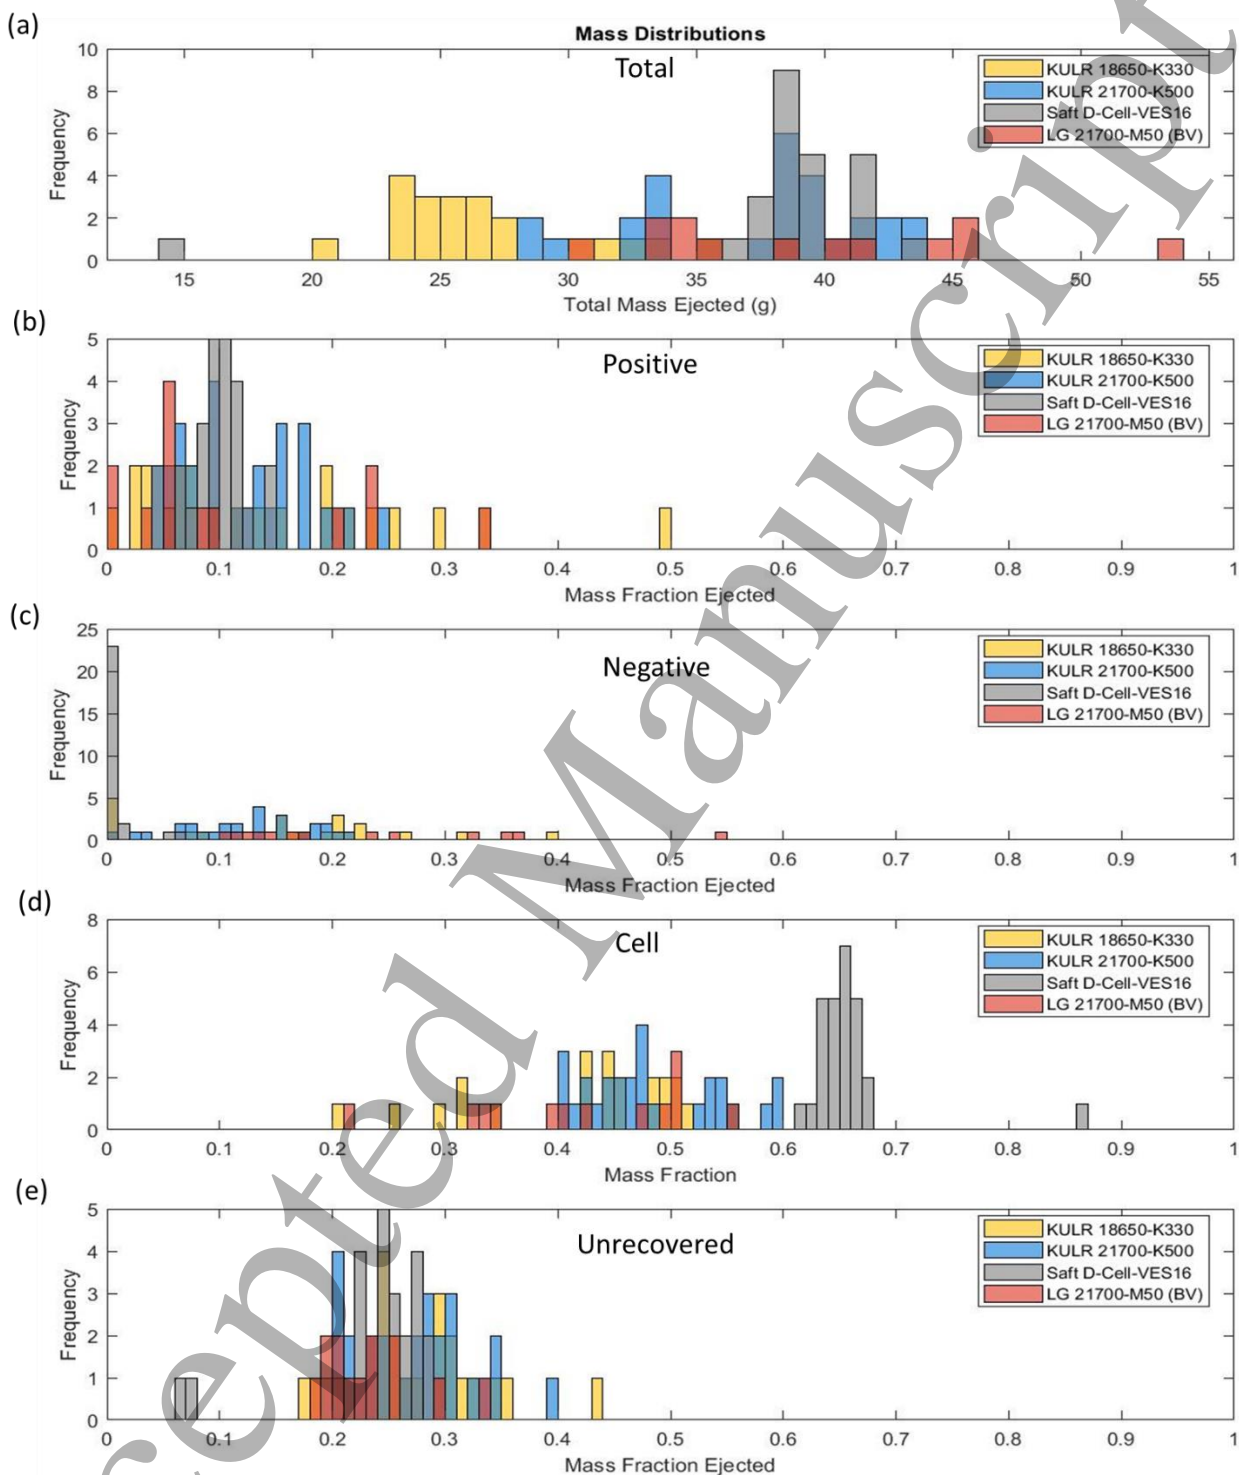 (a)
Mass Distributions
Total
KULR 18650-K330
KULR 21700-K500
Saft D-Cell-VES16
LG 21700-M50 (BV)
Frequency
10
8
6
4
2
0
15 20 25 30 35 40 45 50 55
Total Mass Ejected (g)
(b)
Positive
KULR 18650-K330
KULR 21700-K500
Saft D-Cell-VES16
LG 21700-M50 (BV)
Frequency
5
4
3
2
1
0
0 0.1 0.2 0.3 0.4 0.5 0.6 0.7 0.8 0.9 1
Mass Fraction Ejected
(c)
Negative
KULR 18650-K330
KULR 21700-K500
Saft D-Cell-VES16
LG 21700-M50 (BV)
Frequency
25
20
15
10
5
0
0 0.1 0.2 0.3 0.4 0.5 0.6 0.7 0.8 0.9 1
Mass Fraction Ejected
(d)
Cell
KULR 18650-K330
KULR 21700-K500
Saft D-Cell-VES16
LG 21700-M50 (BV)
Frequency
8
6
4
2
0
0 0.1 0.2 0.3 0.4 0.5 0.6 0.7 0.8 0.9 1
Mass Fraction
(e)
Unrecovered
KULR 18650-K330
KULR 21700-K500
Saft D-Cell-VES16
LG 21700-M50 (BV)
Frequency
5
4
3
2
1
0
0 0.1 0.2 0.3 0.4 0.5 0.6 0.7 0.8 0.9 1
Mass Fraction Ejected
cepted Manuscript